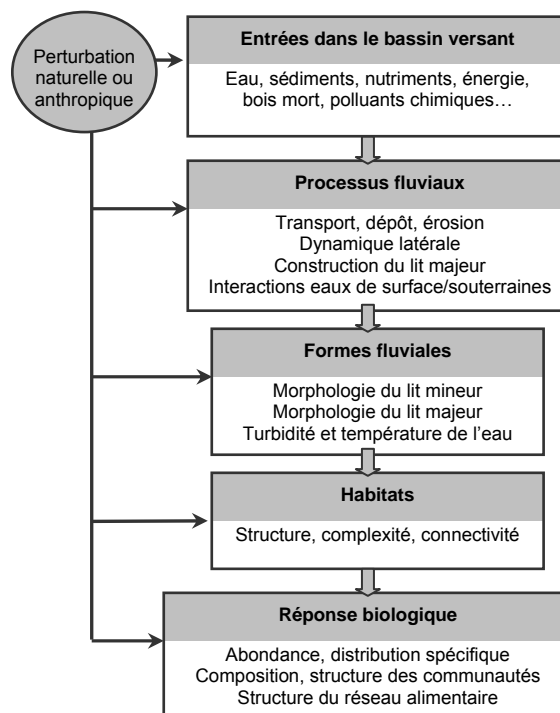 Perturbation
naturelle ou
anthropique
Entrées dans le bassin versant
Eau, sédiments, nutriments, énergie,
bois mort, polluants chimiques…
Processus fluviaux
Transport, dépôt, érosion
Dynamique latérale
Construction du lit majeur
Interactions eaux de surface/souterraines
Formes fluviales
Morphologie du lit mineur
Morphologie du lit majeur
Turbidité et température de l’eau
Habitats
Structure, complexité, connectivité
Réponse biologique
Abondance, distribution spécifique
Composition, structure des communautés
Structure du réseau alimentaire